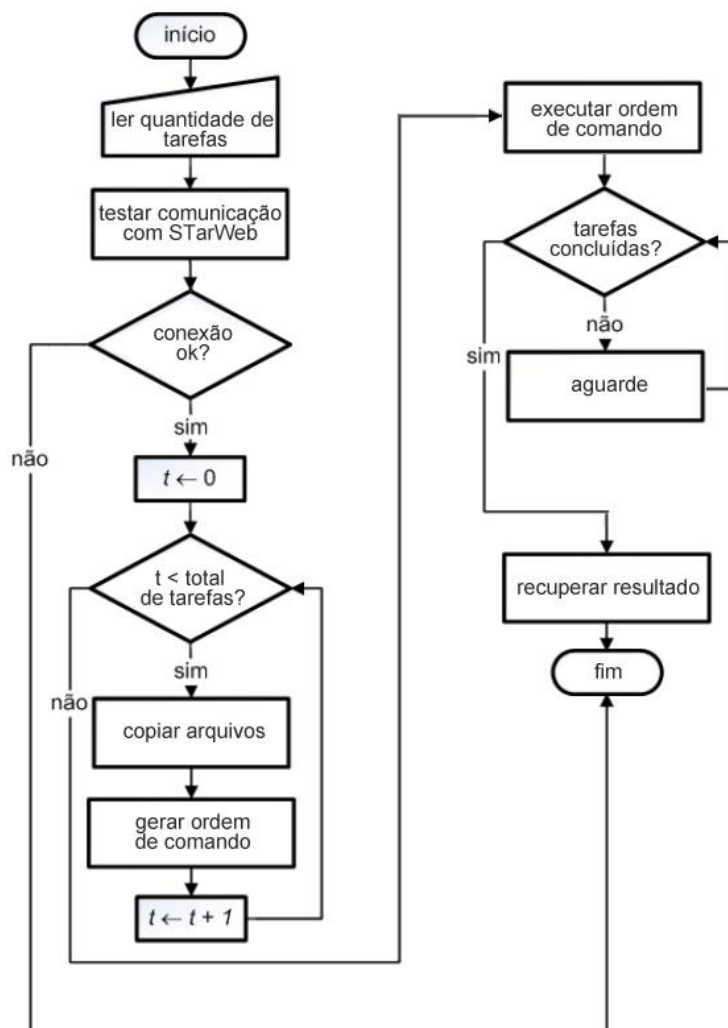 início
ler quantidade de
tarefas
testar comunicação
com STarWeb
conexão
ok?
não
sim
t ← 0
t < total
de tarefas?
sim
não
copiar arquivos
gerar ordem
de comando
t ← t + 1
executar ordem
de comando
tarefas
concluídas?
não
sim
aguarde
recuperar resultado
fim